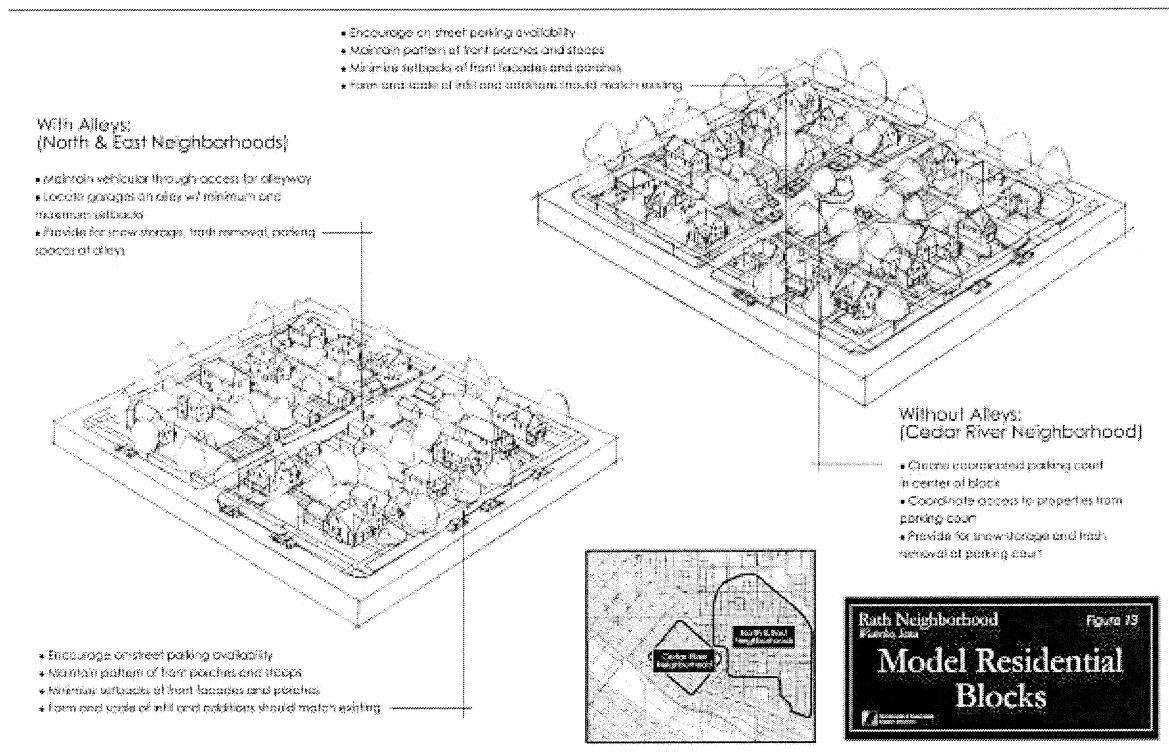 • Encourage on street parking availability
• Maintain pattern of front porches and stoops
• Minimize setbacks of front facades and porches
• Form and scale of infill and additions should match existing
With Alleys:
(North & East Neighborhoods)
• Maintain vehicular through access for alleyway
• Locate garages on alley w/ minimum and
maximum setbacks
• Provide for snow storage, trash removal, parking
spaces at alleys
Without Alleys:
(Cedar River Neighborhood)
• Create coordinated parking court
in center of block
• Coordinate access to properties from
parking court
• Provide for snow storage and trash
removal at parking court
• Encourage on-street parking availability
• Maintain pattern of front porches and stoops
• Minimize setbacks of front facades and porches
• Form and scale of infill and additions should match existing
North & East
Neighborhoods
Cedar River
Neighborhood
Rath Neighborhood
Figure 13
Waterloo, Iowa
Model Residential
Blocks